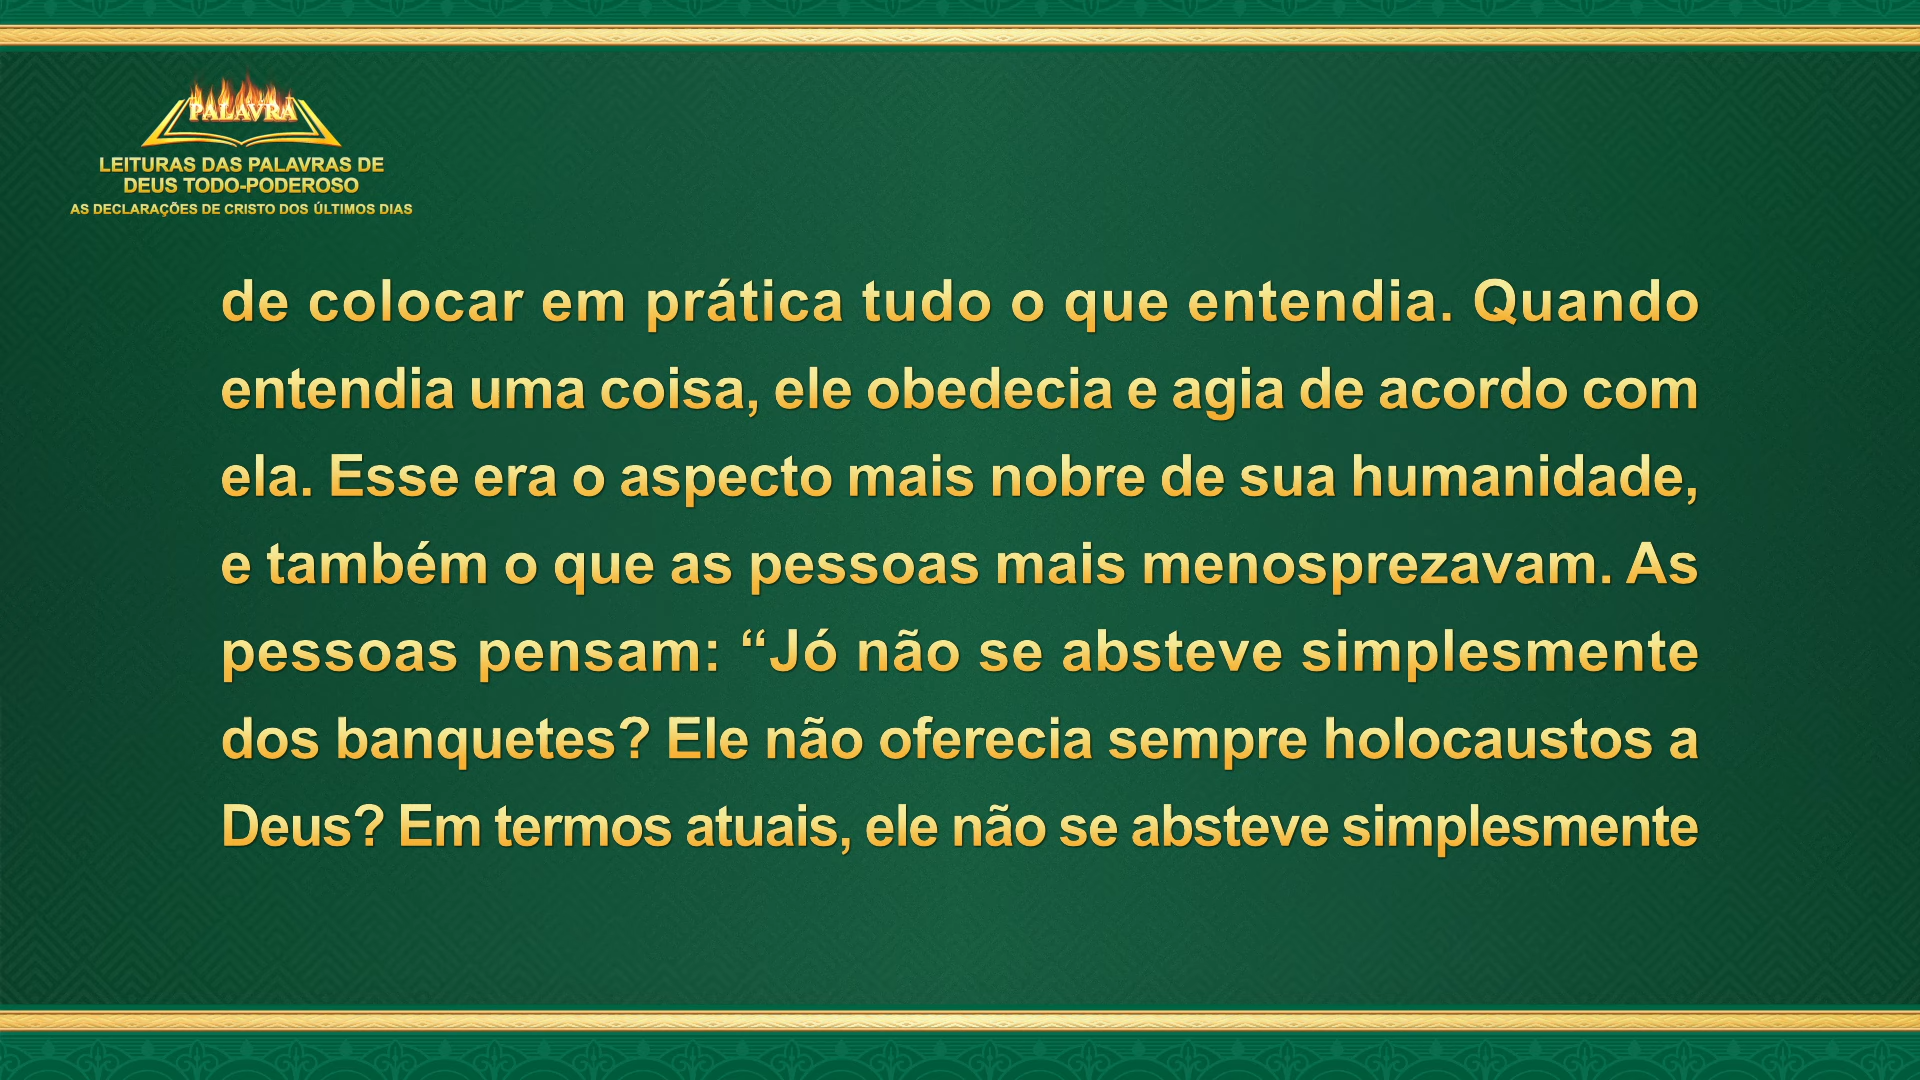 PALAVRA
LEITURAS DAS PALAVRAS DE
DEUS TODO-PODEROSO
AS DECLARAÇÕES DE CRISTO DOS ÚLTIMOS DIAS
de colocar em prática tudo o que entendia. Quando
entendia uma coisa, ele obedecia e agia de acordo com
ela. Esse era o aspecto mais nobre de sua humanidade,
e também o que as pessoas mais menosprezavam. As
pessoas pensam: “Jó não se absteve simplesmente
dos banquetes? Ele não oferecia sempre holocaustos a
Deus? Em termos atuais, ele não se absteve simplesmente